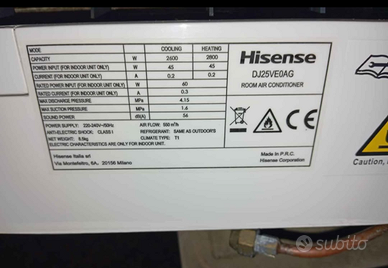 MODE COOLING HEATING
CAPACITY W 2600 2800
POWER INPUT (FOR INDOOR UNIT ONLY) W 45 45
CURRENT (FOR INDOOR UNIT ONLY) A 0,2 0,2
RATED POWER INPUT (FOR INDOOR UNIT ONLY) W 60
RATED CURRENT (FOR INDOOR UNIT ONLY) A 0.3
MAX DISCHARGE PRESSURE MPa 4.15
MAX SUCTION PRESSURE MPa 1.6
SOUND POWER dB(A) 56
POWER SUPPLY: 220-240V~/50Hz AIR FLOW: 550 m³/h
ANTI-ELECTRIC SHOCK: CLASS I REFRIGERANT: SAME AS OUTDOORS
NET WEIGHT: 8.5kg CLIMATE TYPE: T1
ELECTRIC CHARACTERISTICS ARE ONLY FOR INDOOR UNIT.
Hisense Italia srl
Via Montefeltro, 6A, 20156 Milano
Hisense
DJ25VE0AG
ROOM AIR CONDITIONER
CE
Made in P.R.C.
Hisense Corporation
Caution,
subito